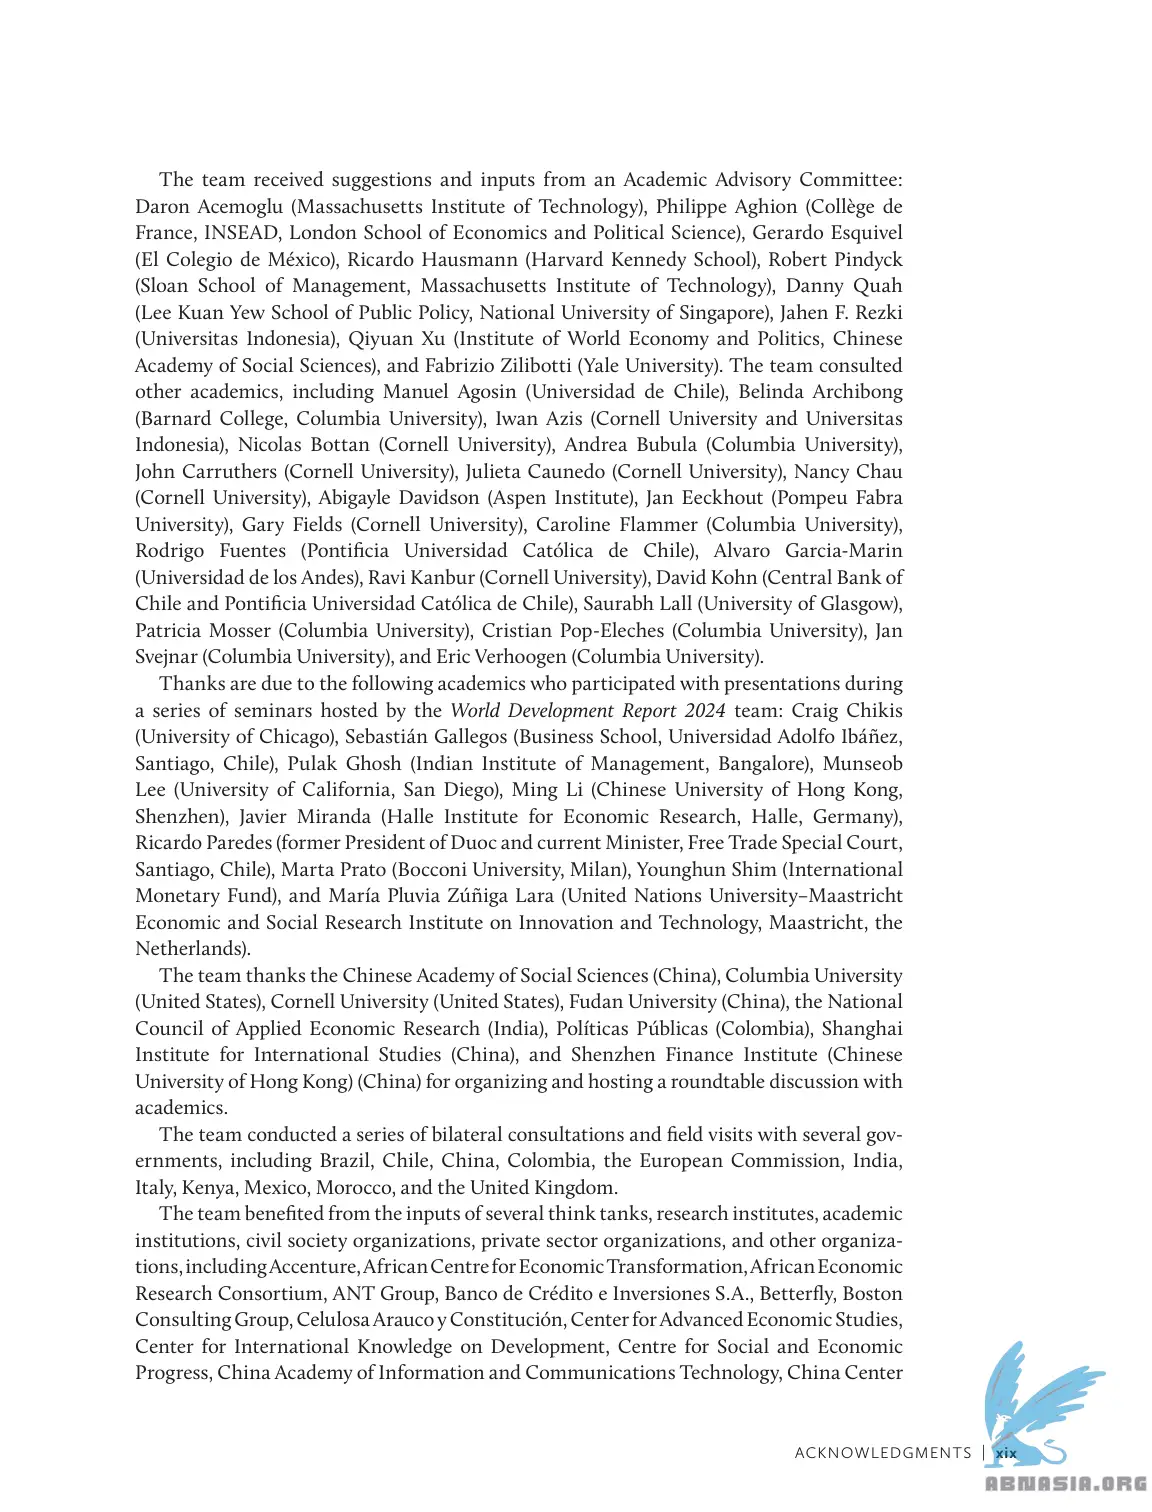 The team received suggestions and inputs from an Academic Advisory Committee:
Daron Acemoglu (Massachusetts Institute of Technology), Philippe Aghion (Collège de
France, INSEAD, London School of Economics and Political Science), Gerardo Esquivel
(El Colegio de México), Ricardo Hausmann (Harvard Kennedy School), Robert Pindyck
(Sloan School of Management, Massachusetts Institute of Technology), Danny Quah
(Lee Kuan Yew School of Public Policy, National University of Singapore), Jahen F. Rezki
(Universitas Indonesia), Qiyuan Xu (Institute of World Economy and Politics, Chinese
Academy of Social Sciences), and Fabrizio Zilibotti (Yale University). The team consulted
other academics, including Manuel Agosin (Universidad de Chile), Belinda Archibong
(Barnard College, Columbia University), Iwan Azis (Cornell University and Universitas
Indonesia), Nicolas Bottan (Cornell University), Andrea Bubula (Columbia University),
John Carruthers (Cornell University), Julieta Caunedo (Cornell University), Nancy Chau
(Cornell University), Abigayle Davidson (Aspen Institute), Jan Eeckhout (Pompeu Fabra
University), Gary Fields (Cornell University), Caroline Flammer (Columbia University),
Rodrigo Fuentes (Pontificia Universidad Católica de Chile), Alvaro Garcia-Marin
(Universidad de los Andes), Ravi Kanbur (Cornell University), David Kohn (Central Bank of
Chile and Pontificia Universidad Católica de Chile), Saurabh Lall (University of Glasgow),
Patricia Mosser (Columbia University), Cristian Pop-Eleches (Columbia University), Jan
Svejnar (Columbia University), and Eric Verhoogen (Columbia University).
Thanks are due to the following academics who participated with presentations during
a series of seminars hosted by the World Development Report 2024 team: Craig Chikis
(University of Chicago), Sebastián Gallegos (Business School, Universidad Adolfo Ibáñez,
Santiago, Chile), Pulak Ghosh (Indian Institute of Management, Bangalore), Munseob
Lee (University of California, San Diego), Ming Li (Chinese University of Hong Kong,
Shenzhen), Javier Miranda (Halle Institute for Economic Research, Halle, Germany),
Ricardo Paredes (former President of Duoc and current Minister, Free Trade Special Court,
Santiago, Chile), Marta Prato (Bocconi University, Milan), Younghun Shim (International
Monetary Fund), and María Pluvia Zúñiga Lara (United Nations University–Maastricht
Economic and Social Research Institute on Innovation and Technology, Maastricht, the
Netherlands).
The team thanks the Chinese Academy of Social Sciences (China), Columbia University
(United States), Cornell University (United States), Fudan University (China), the National
Council of Applied Economic Research (India), Políticas Públicas (Colombia), Shanghai
Institute for International Studies (China), and Shenzhen Finance Institute (Chinese
University of Hong Kong) (China) for organizing and hosting a roundtable discussion with
academics.
The team conducted a series of bilateral consultations and field visits with several gov-
ernments, including Brazil, Chile, China, Colombia, the European Commission, India,
Italy, Kenya, Mexico, Morocco, and the United Kingdom.
The team benefited from the inputs of several think tanks, research institutes, academic
institutions, civil society organizations, private sector organizations, and other organiza-
tions, including Accenture, African Centre for Economic Transformation, African Economic
Research Consortium, ANT Group, Banco de Crédito e Inversiones S.A., Betterfly, Boston
Consulting Group, Celulosa Arauco y Constitución, Center for Advanced Economic Studies,
Center for International Knowledge on Development, Centre for Social and Economic
Progress, China Academy of Information and Communications Technology, China Center
ACKNOWLEDGMENTS | xix
ABNASIA.ORG